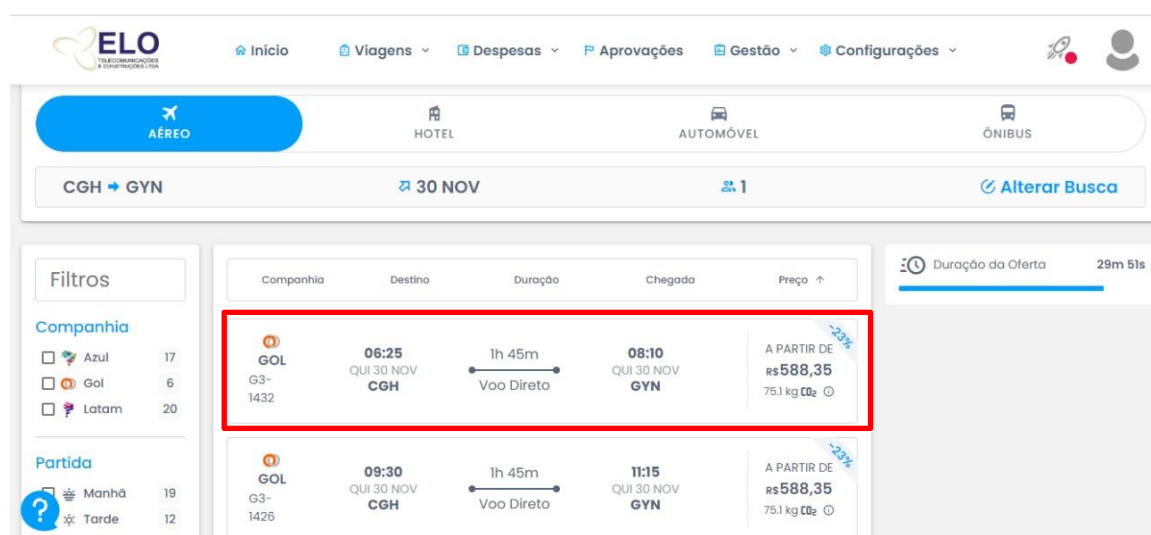 ELO
TELECOMUNICAÇÕES
E CONSTRUÇÕES LTDA
Início Viagens Despesas Aprovações Gestão Configurações
AÉREO HOTEL AUTOMÓVEL ÔNIBUS
CGH GYN 30 NOV 1 Alterar Busca
Filtros
Companhia
Azul 17
Gol 6
Latam 20
Partida
Manhã 19
Tarde 12
?
Companhia Destino Duração Chegada Preço ↑
GOL
G3-
1432
06:25
QUI 30 NOV
CGH
1h 45m
Voo Direto
08:10
QUI 30 NOV
GYN
-23%
A PARTIR DE
R$588,35
75.1 kg CO2
GOL
G3-
1426
09:30
QUI 30 NOV
CGH
1h 45m
Voo Direto
11:15
QUI 30 NOV
GYN
-23%
A PARTIR DE
R$588,35
75.1 kg CO2
Duração da Oferta 29m 51s